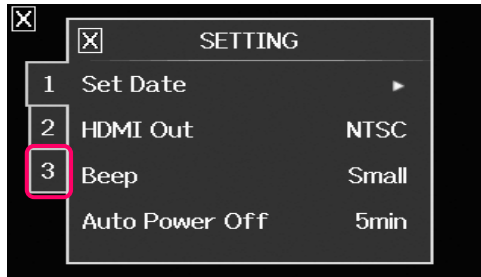 X
X SETTING
1 Set Date ►
2 HDMI Out NTSC
3 Beep Small
Auto Power Off 5min